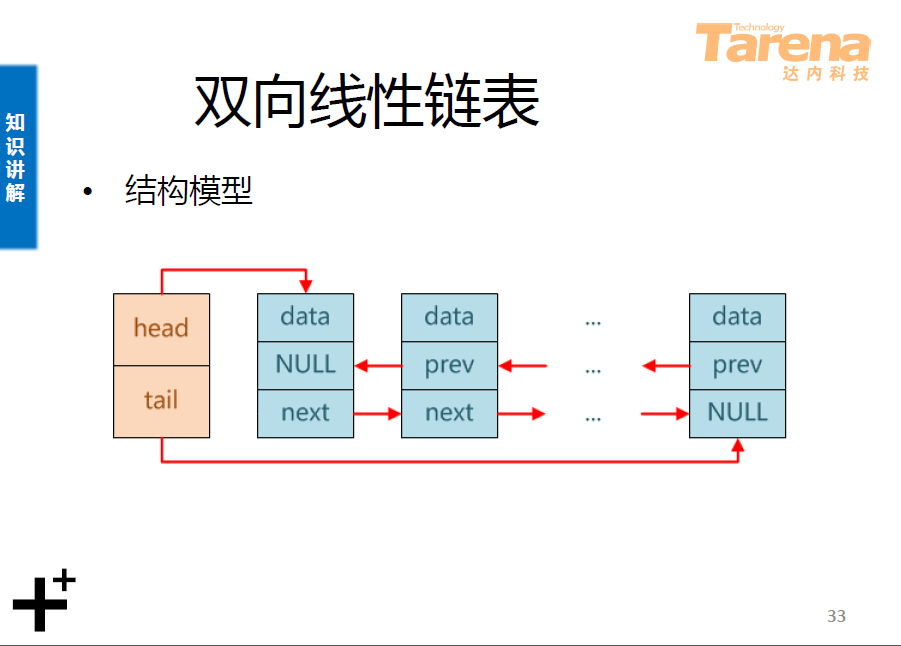 Technology
Tarena
达内科技
双向线性链表
知识讲解
• 结构模型
head
tail
data
NULL
next
data
prev
next
...
...
...
data
prev
NULL
33